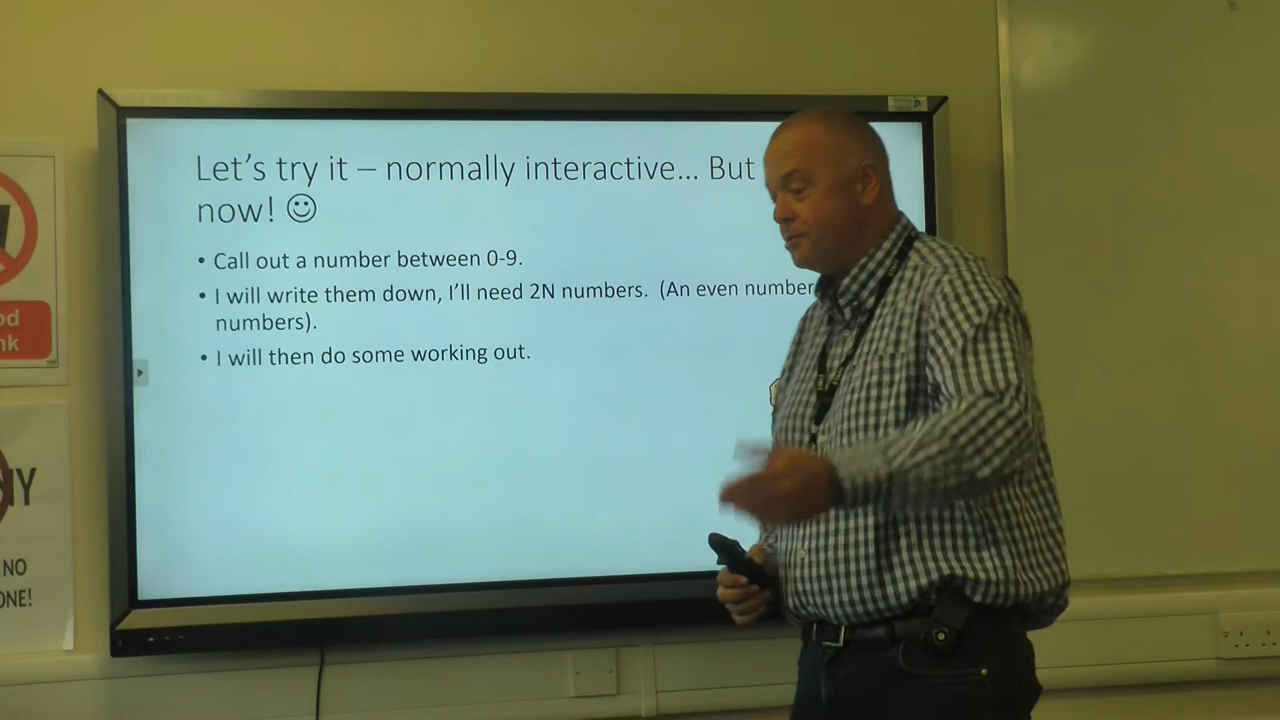 Let's try it – normally interactive... But
now! ☺
• Call out a number between 0-9.
• I will write them down, I'll need 2N numbers. (An even number
numbers).
• I will then do some working out.
od
nk
NY
NO
ONE!